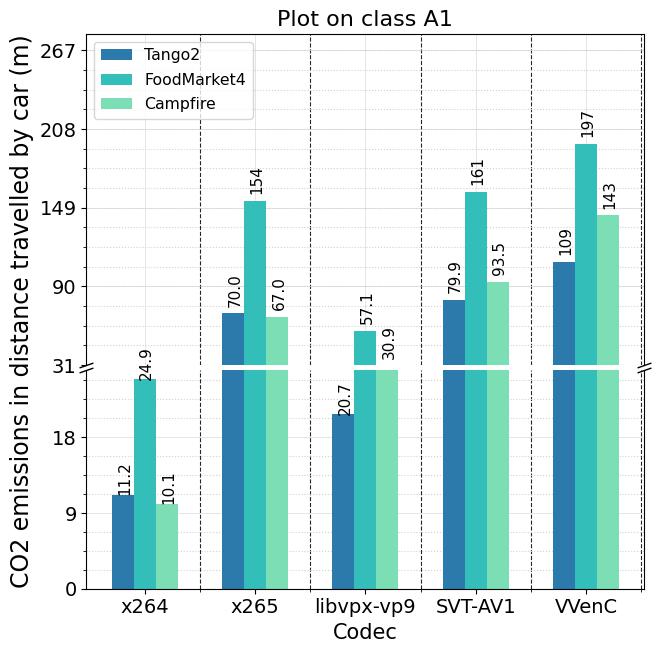 Plot on class A1
CO2 emissions in distance travelled by car (m)
267
208
149
90
31
18
9
0
Tango2
FoodMarket4
Campfire
11.2
24.9
10.1
70.0
154
67.0
20.7
57.1
30.9
79.9
161
93.5
109
197
143
x264
x265
libvpx-vp9
SVT-AV1
VVenC
Codec